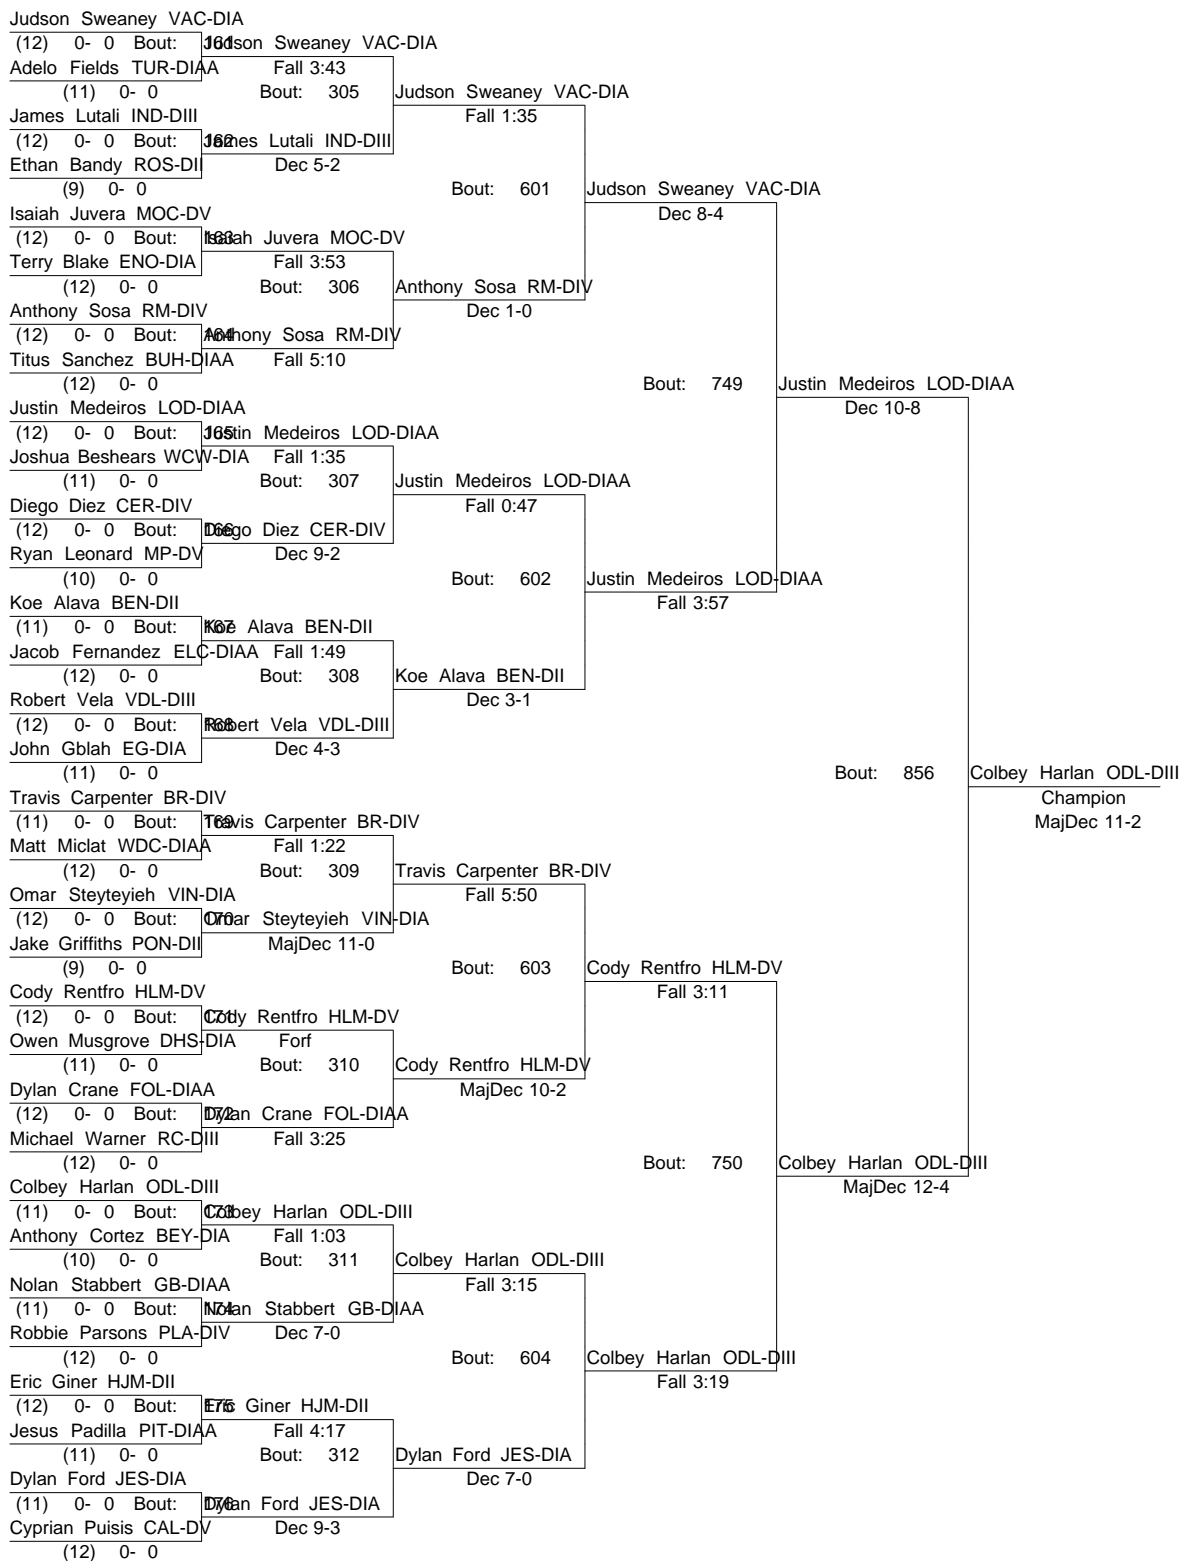 Judson Sweaney VAC-DIA
(12) 0- 0 Bout: 161 Judson Sweaney VAC-DIA
Adelo Fields TUR-DIAA Fall 3:43
(11) 0- 0 Bout: 305 Judson Sweaney VAC-DIA
James Lutali IND-DIII Fall 1:35
(12) 0- 0 Bout: 162 James Lutali IND-DIII
Ethan Bandy ROS-DII Dec 5-2
(9) 0- 0 Bout: 601 Judson Sweaney VAC-DIA
Isaiah Juvera MOC-DV Dec 8-4
(12) 0- 0 Bout: 163 Isaiah Juvera MOC-DV
Terry Blake ENO-DIA Fall 3:53
(12) 0- 0 Bout: 306 Anthony Sosa RM-DIV
Anthony Sosa RM-DIV Dec 1-0
(12) 0- 0 Bout: 164 Anthony Sosa RM-DIV
Titus Sanchez BUH-DIAA Fall 5:10
(12) 0- 0 Bout: 749 Justin Medeiros LOD-DIAA
Justin Medeiros LOD-DIAA Dec 10-8
(12) 0- 0 Bout: 165 Justin Medeiros LOD-DIAA
Joshua Beshears WCW-DIA Fall 1:35
(11) 0- 0 Bout: 307 Justin Medeiros LOD-DIAA
Diego Diez CER-DIV Fall 0:47
(12) 0- 0 Bout: 166 Diego Diez CER-DIV
Ryan Leonard MP-DV Dec 9-2
(10) 0- 0 Bout: 602 Justin Medeiros LOD-DIAA
Koe Alava BEN-DII Fall 3:57
(11) 0- 0 Bout: 167 Koe Alava BEN-DII
Jacob Fernandez ELC-DIAA Fall 1:49
(12) 0- 0 Bout: 308 Koe Alava BEN-DII
Robert Vela VDL-DIII Dec 3-1
(12) 0- 0 Bout: 168 Robert Vela VDL-DIII
John Gblah EG-DIA Dec 4-3
(11) 0- 0 Bout: 856 Colbey Harlan ODL-DIII
Travis Carpenter BR-DIV Champion
(11) 0- 0 Bout: 169 Travis Carpenter BR-DIV MajDec 11-2
Matt Miclat WDC-DIAA Fall 1:22
(12) 0- 0 Bout: 309 Travis Carpenter BR-DIV
Omar Steyteyieh VIN-DIA Fall 5:50
(12) 0- 0 Bout: 170 Omar Steyteyieh VIN-DIA
Jake Griffiths PON-DII MajDec 11-0
(9) 0- 0 Bout: 603 Cody Rentfro HLM-DV
Cody Rentfro HLM-DV Fall 3:11
(12) 0- 0 Bout: 171 Cody Rentfro HLM-DV
Owen Musgrove DHS-DIA Forf
(11) 0- 0 Bout: 310 Cody Rentfro HLM-DV
Dylan Crane FOL-DIAA MajDec 10-2
(12) 0- 0 Bout: 172 Dylan Crane FOL-DIAA
Michael Warner RC-DIII Fall 3:25
(12) 0- 0 Bout: 750 Colbey Harlan ODL-DIII
Colbey Harlan ODL-DIII MajDec 12-4
(11) 0- 0 Bout: 173 Colbey Harlan ODL-DIII
Anthony Cortez BEY-DIA Fall 1:03
(10) 0- 0 Bout: 311 Colbey Harlan ODL-DIII
Nolan Stabbert GB-DIAA Fall 3:15
(11) 0- 0 Bout: 174 Nolan Stabbert GB-DIAA
Robbie Parsons PLA-DIV Dec 7-0
(12) 0- 0 Bout: 604 Colbey Harlan ODL-DIII
Eric Giner HJM-DII Fall 3:19
(12) 0- 0 Bout: 175 Eric Giner HJM-DII
Jesus Padilla PIT-DIAA Fall 4:17
(11) 0- 0 Bout: 312 Dylan Ford JES-DIA
Dylan Ford JES-DIA Dec 7-0
(11) 0- 0 Bout: 176 Dylan Ford JES-DIA
Cyprian Puisis CAL-DV Dec 9-3
(12) 0- 0